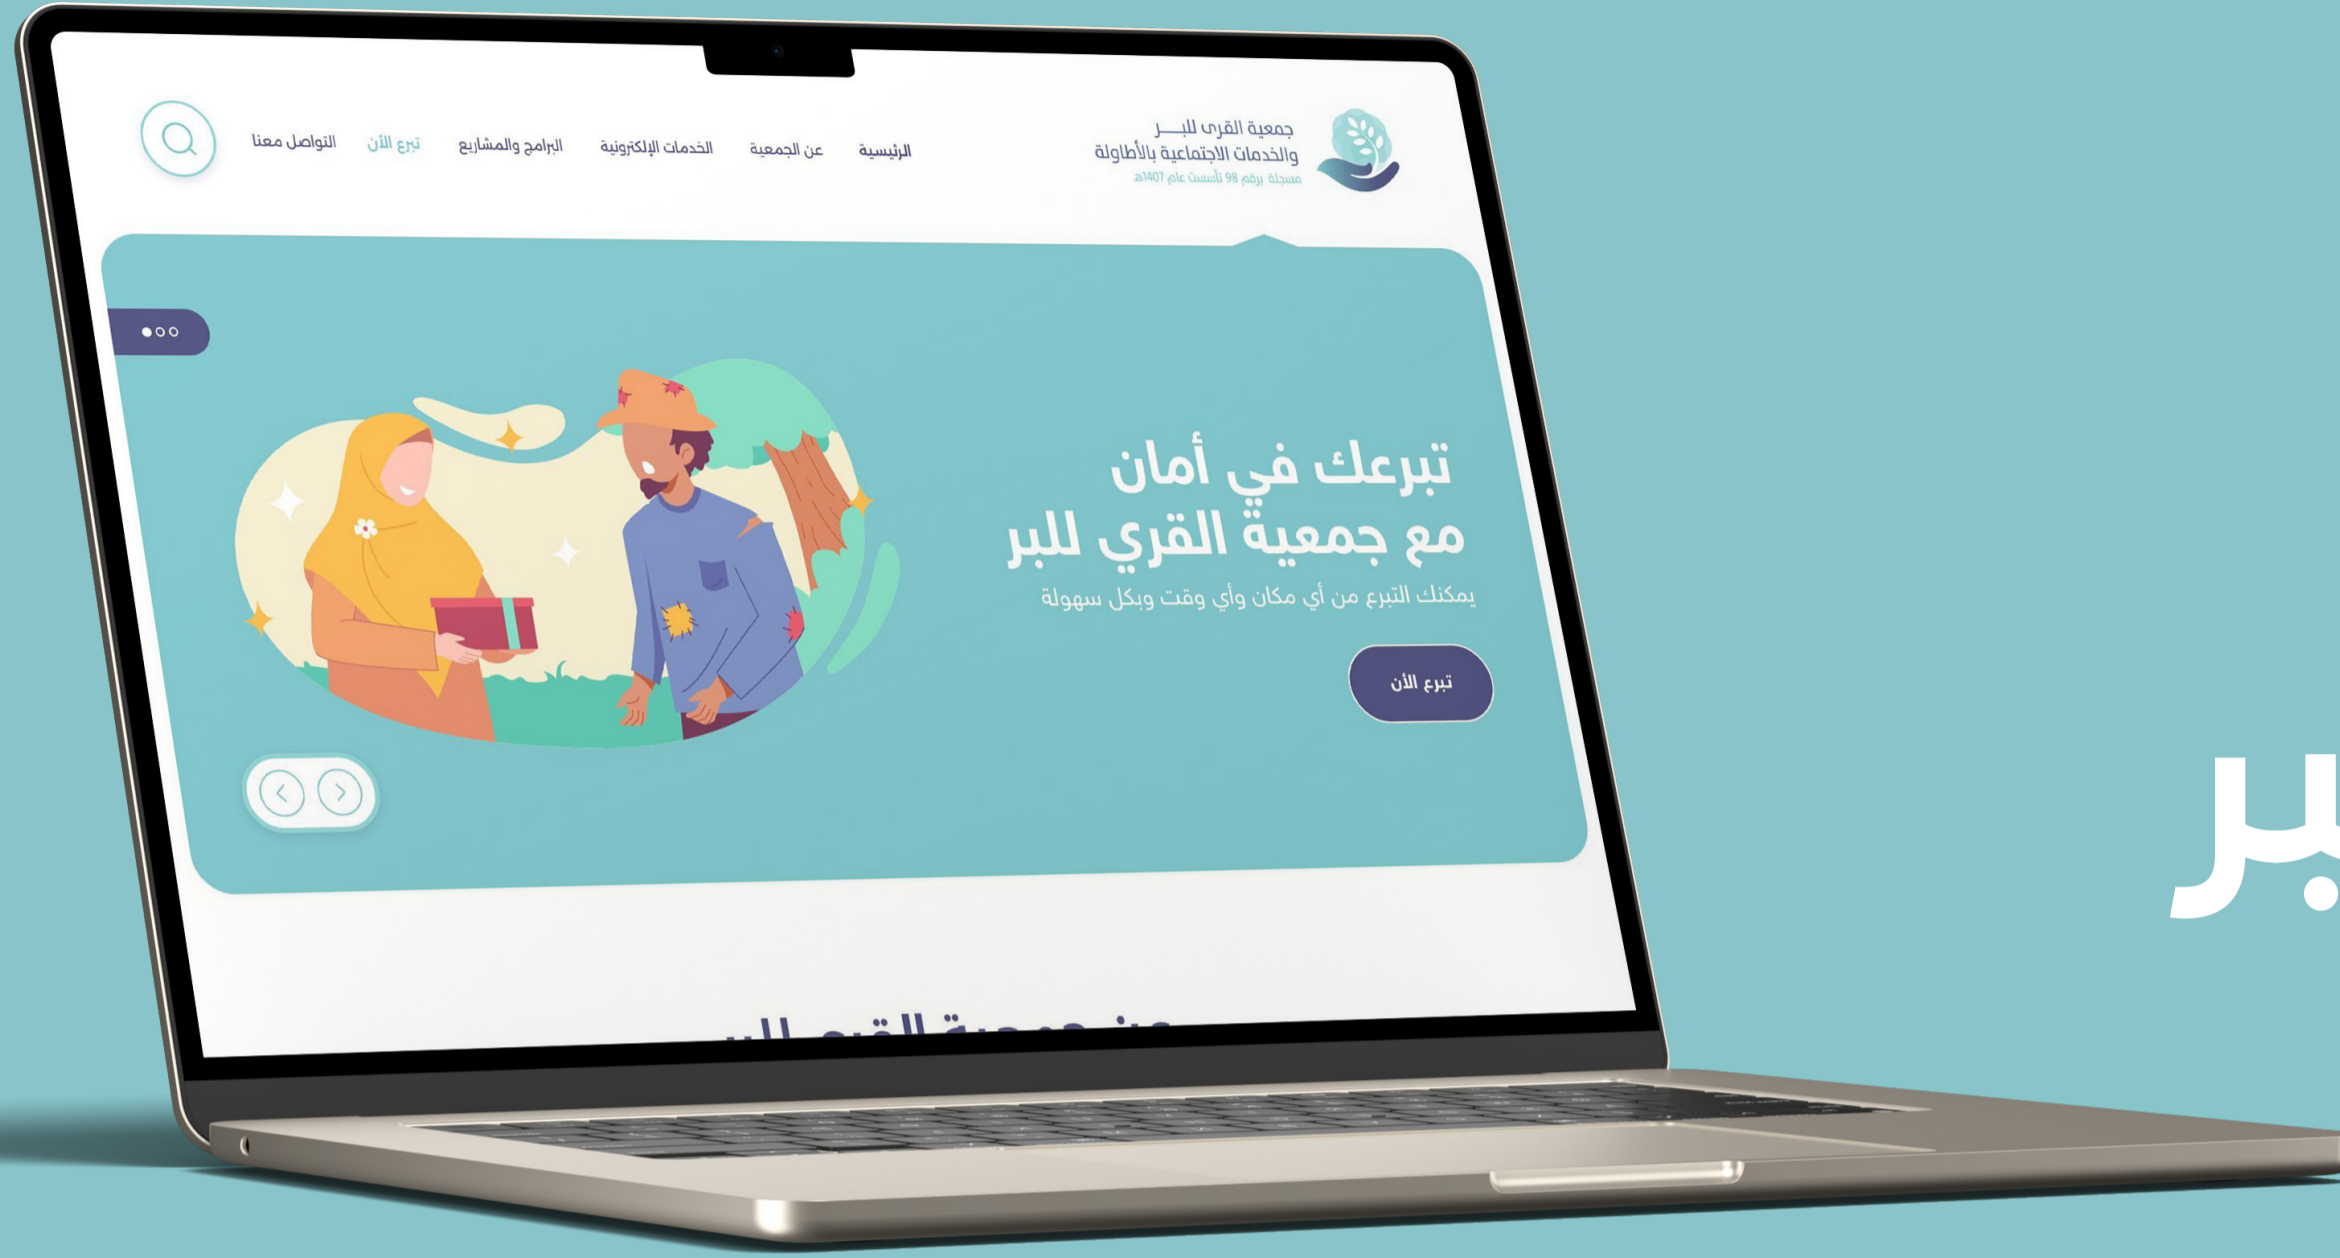 جمعية القرى للبـــر
والخدمات الاجتماعية بالأطاولة
مسجلة برقم 98 تأسست عام 1407هـ
الرئيسية
عن الجمعية
الخدمات الإلكترونية
البرامج والمشاريع
تبرع الأن
التواصل معنا
تبرعك في أمان
مع جمعية القري للبر
يمكنك التبرع من أي مكان وأي وقت وبكل سهولة
تبرع الأن